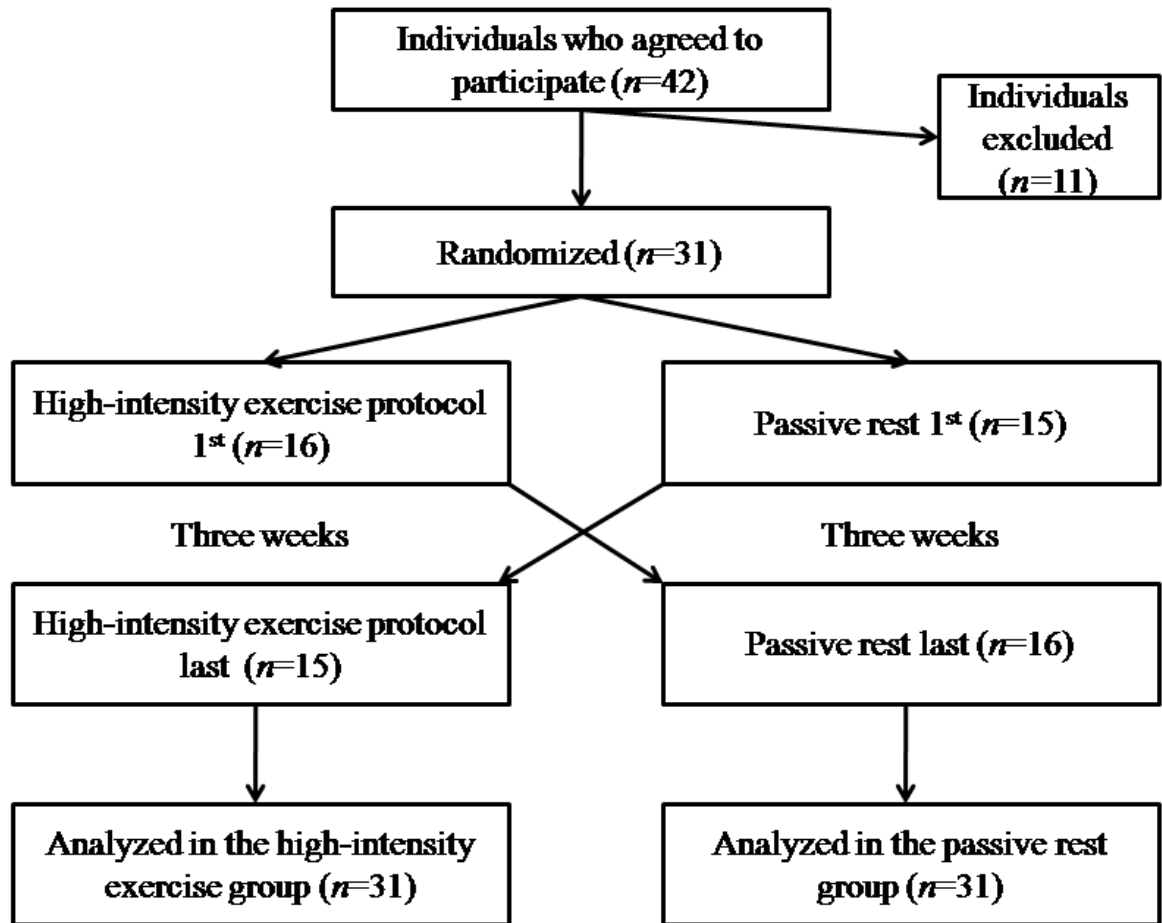 Individuals who agreed to
participate (n=42)
Individuals
excluded
(n=11)
Randomized (n=31)
High-intensity exercise protocol
1st (n=16)
Passive rest 1st (n=15)
Three weeks
Three weeks
High-intensity exercise protocol
last (n=15)
Passive rest last (n=16)
Analyzed in the high-intensity
exercise group (n=31)
Analyzed in the passive rest
group (n=31)